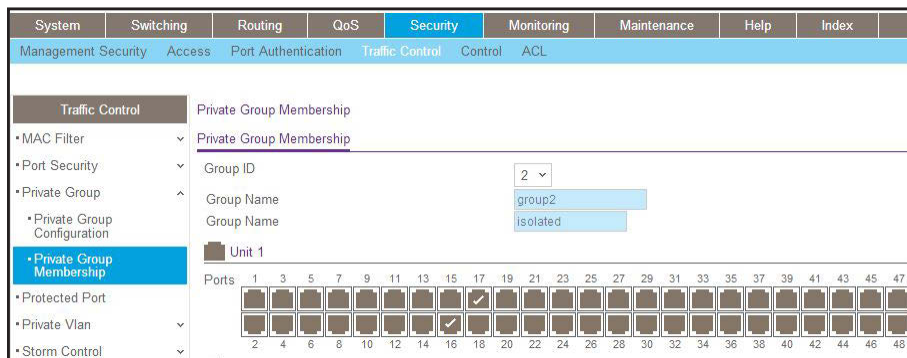 System Switching Routing QoS Security Monitoring Maintenance Help Index
Management Security Access Port Authentication Traffic Control Control ACL
Traffic Control
MAC Filter
Port Security
Private Group
Private Group
Configuration
Private Group
Membership
Protected Port
Private Vlan
Storm Control
Private Group Membership
Private Group Membership
Group ID 2
Group Name group2
Group Name isolated
Unit 1
Ports 1 3 5 7 9 11 13 15 17 19 21 23 25 27 29 31 33 35 37 39 41 43 45 47
2 4 6 8 10 12 14 16 18 20 22 24 26 28 30 32 34 36 38 40 42 44 46 48